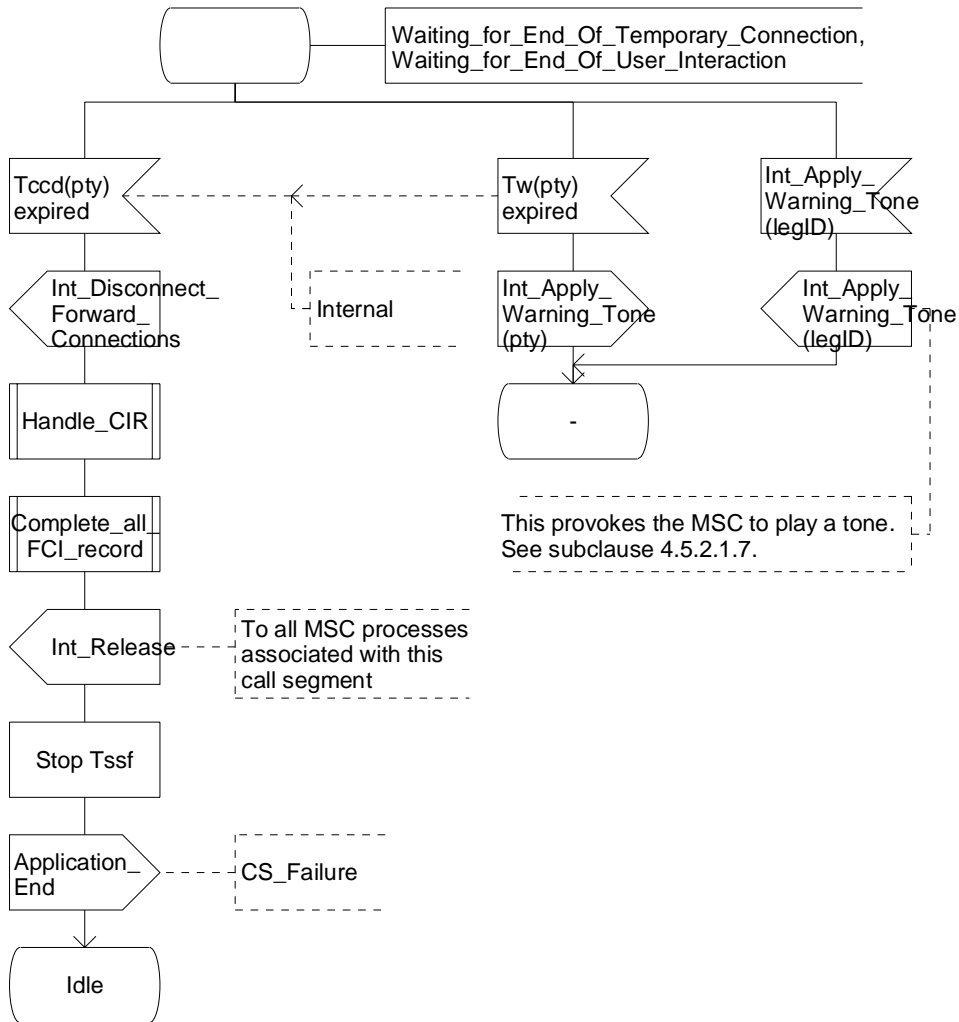 Waiting_for_End_Of_Temporary_Connection,
Waiting_for_End_Of_User_Interaction
Tccd(pty)
expired
Tw(pty)
expired
Int_Apply_
Warning_Tone
(legID)
Int_Disconnect_
Forward_
Connections
Internal
Int_Apply_
Warning_Tone
(pty)
Int_Apply_
Warning_Tone
(legID)
Handle_CIR
-
Complete_all_
FCI_record
This provokes the MSC to play a tone.
See subclause 4.5.2.1.7.
Int_Release
To all MSC processes
associated with this
call segment
Stop Tssf
Application_
End
CS_Failure
Idle